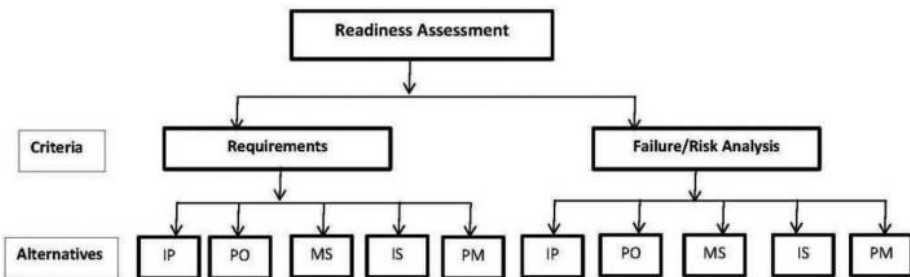 Readiness Assessment
Criteria
Requirements
Failure/Risk Analysis
Alternatives
IP
PO
MS
IS
PM
IP
PO
MS
IS
PM